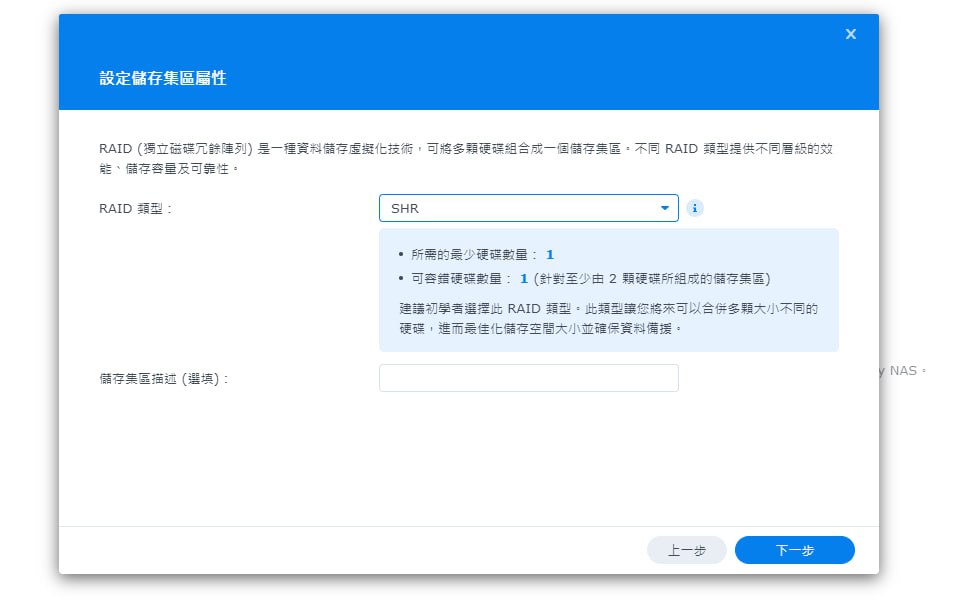 設定儲存集區屬性
RAID (獨立磁碟冗餘陣列) 是一種資料儲存虛擬化技術，可將多顆硬碟組合成一個儲存集區。不同 RAID 類型提供不同層級的效
能、儲存容量及可靠性。
RAID 類型：
SHR
• 所需的最少硬碟數量： 1
• 可容錯硬碟數量： 1 (針對至少由 2 顆硬碟所組成的儲存集區)
建議初學者選擇此 RAID 類型。此類型讓您將來可以合併多顆大小不同的
硬碟，進而最佳化儲存空間大小並確保資料備援。
y NAS。
儲存集區描述 (選填)：
上一步
下一步